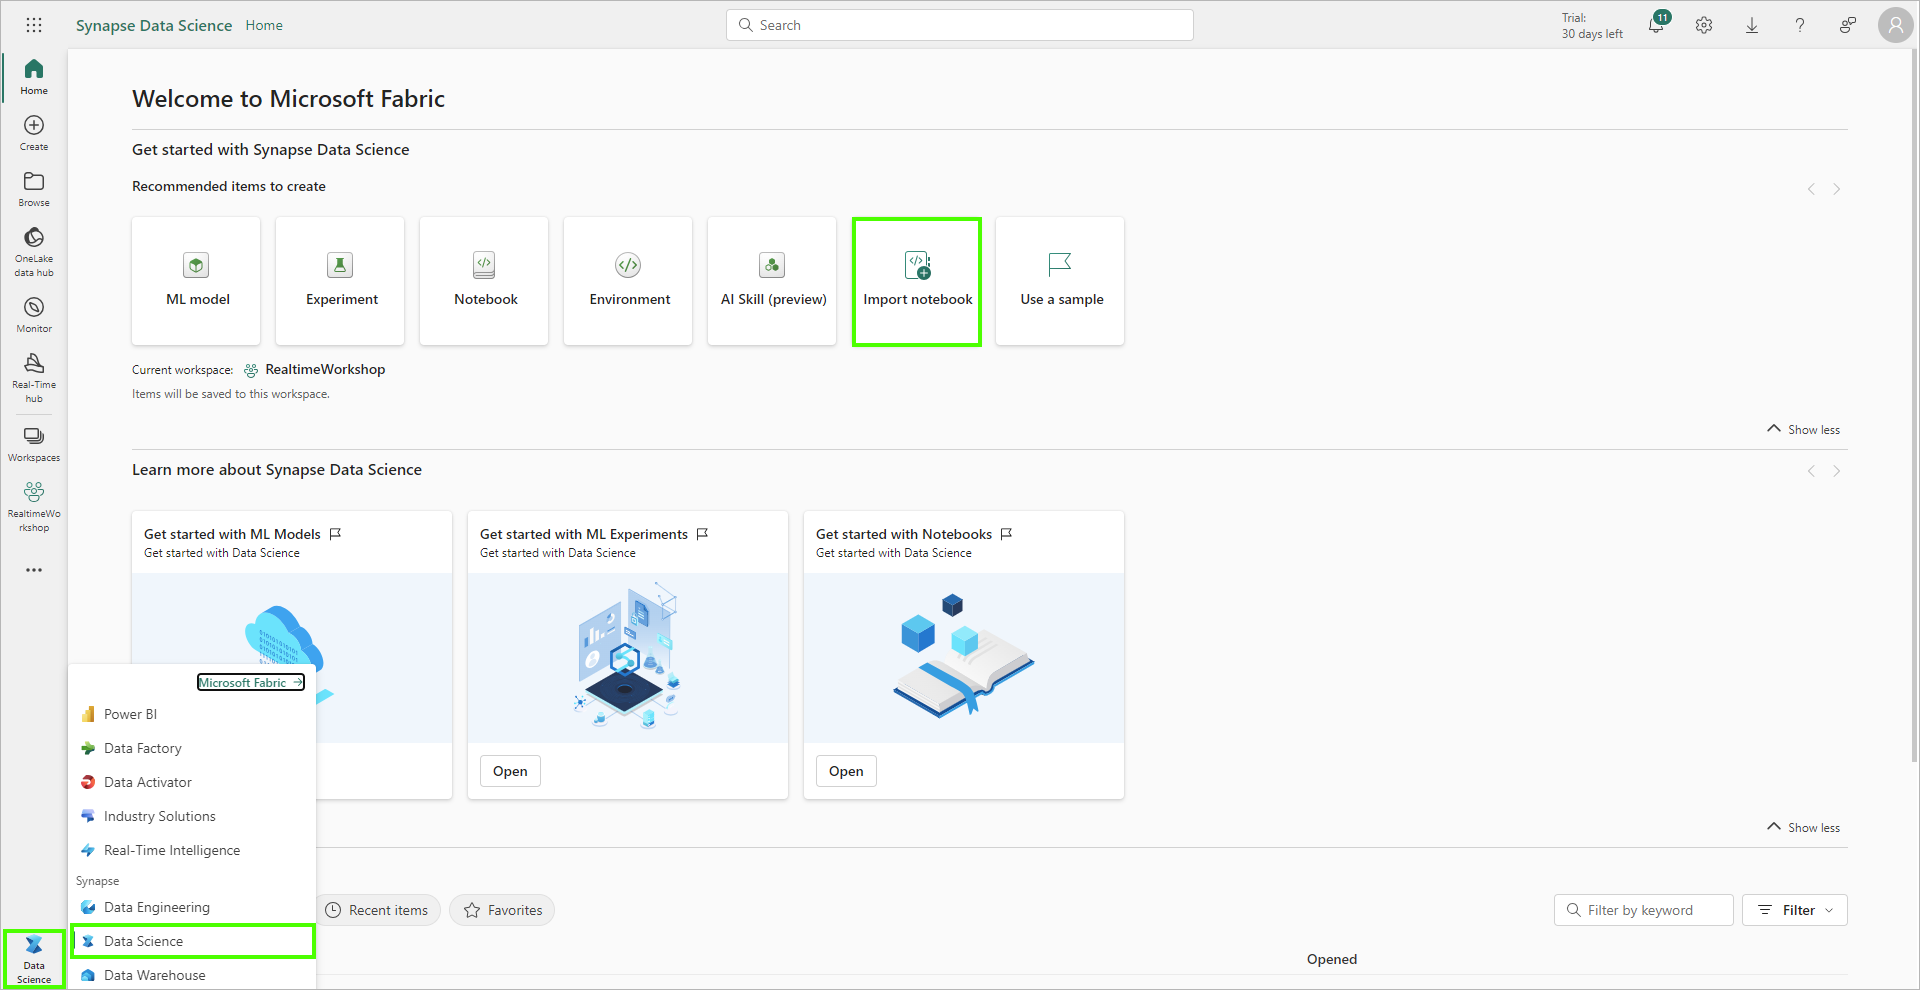 Synapse Data Science Home
Search
Trial:
30 days left
11
Home
Create
Browse
OneLake
data hub
Monitor
Real-Time
hub
Workspaces
RealtimeWo
rkshop
Data
Science
Welcome to Microsoft Fabric
Get started with Synapse Data Science
Recommended items to create
ML model
Experiment
Notebook
Environment
AI Skill (preview)
Import notebook
Use a sample
Current workspace: RealtimeWorkshop
Items will be saved to this workspace.
Show less
Learn more about Synapse Data Science
Get started with ML Models
Get started with Data Science
Get started with ML Experiments
Get started with Data Science
Open
Get started with Notebooks
Get started with Data Science
Open
Show less
Microsoft Fabric
Power BI
Data Factory
Data Activator
Industry Solutions
Real-Time Intelligence
Synapse
Data Engineering
Data Science
Data Warehouse
Recent items
Favorites
Filter by keyword
Filter
Opened